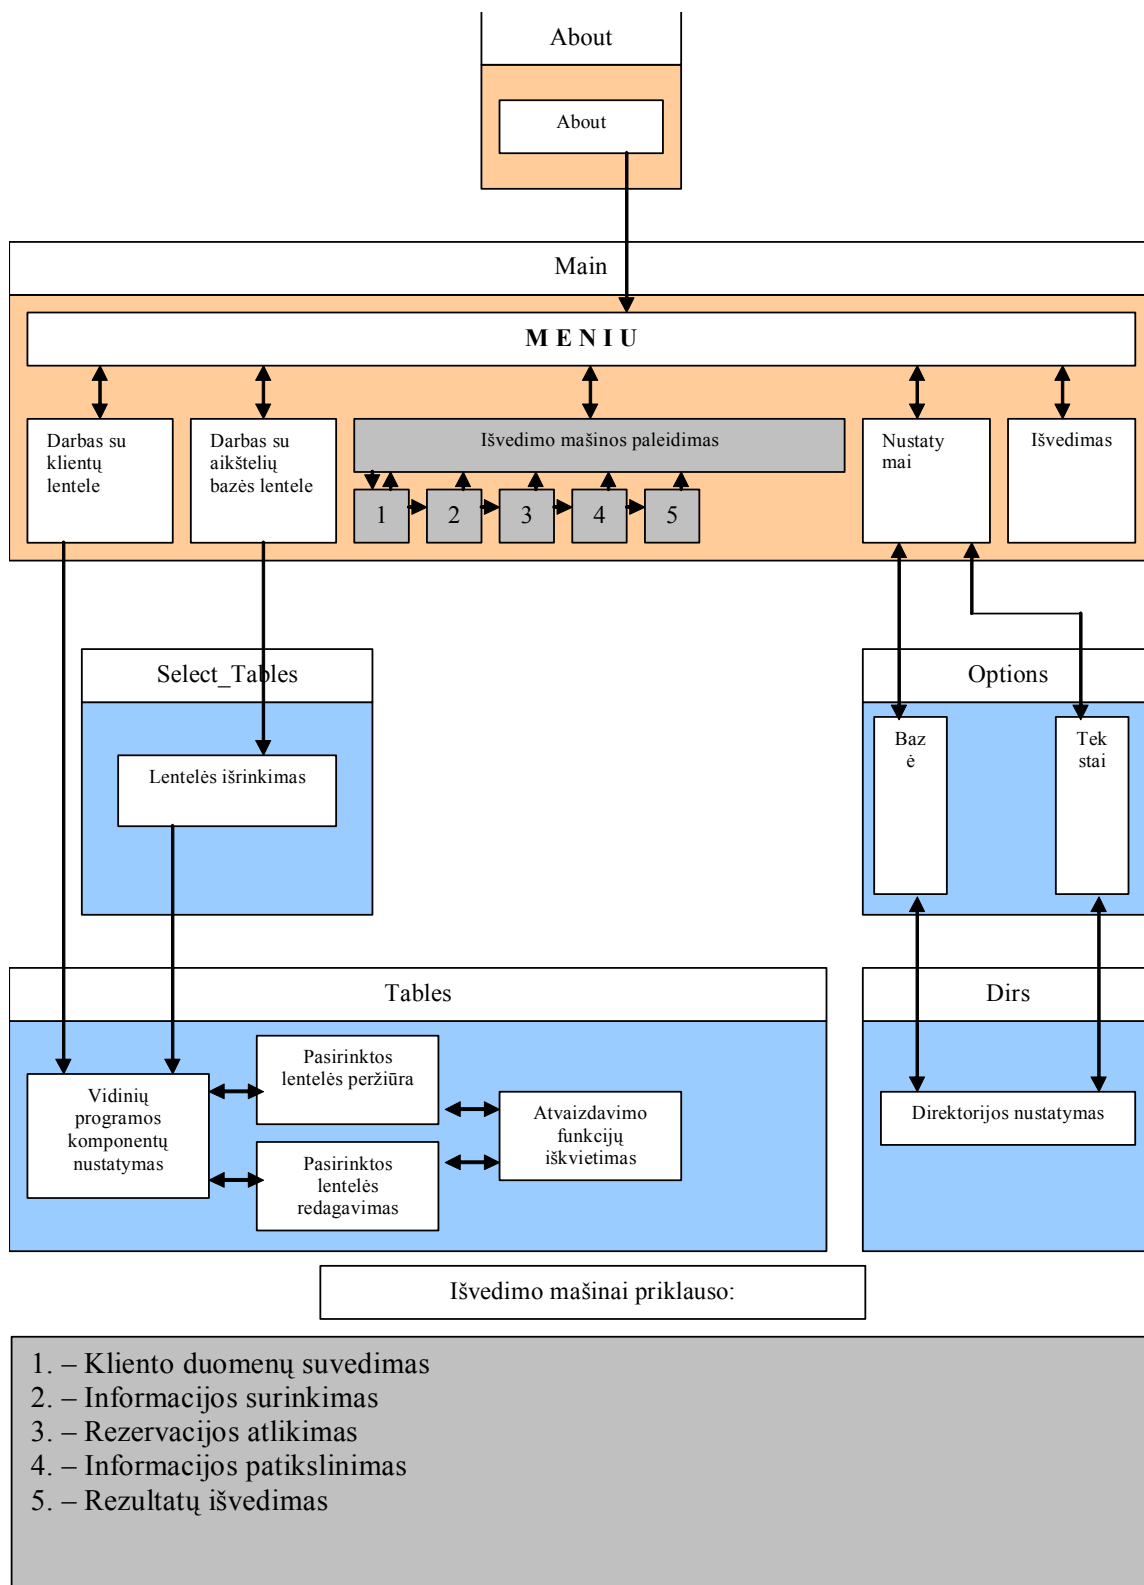 About
About
Main
M E N I U
Darbas su
klientų
lentele
Darbas su
aikštelių
bazės lentele
Išvedimo mašinos paleidimas
1
2
3
4
5
Nustaty
mai
Išvedimas
Select_Tables
Lentelės išrinkimas
Options
Baz
ė
Tek
stai
Tables
Vidinių
programos
komponentų
nustatymas
Pasirinktos
lentelės peržiūra
Pasirinktos
lentelės
redagavimas
Atvaizdavimo
funkcijų
iškvietimas
Dirs
Direktorijos nustatymas
Išvedimo mašinai priklauso:
1. – Kliento duomenų suvedimas
2. – Informacijos surinkimas
3. – Rezervacijos atlikimas
4. – Informacijos patikslinimas
5. – Rezultatų išvedimas